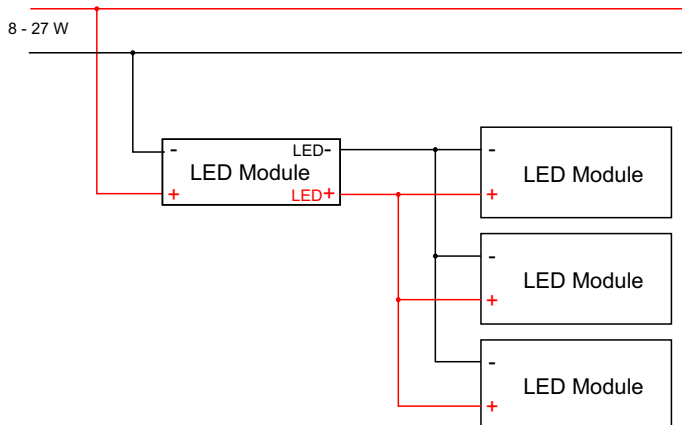 8 - 27 W
- LED-
LED Module
+ LED+
-
LED Module
+
-
LED Module
+
-
LED Module
+